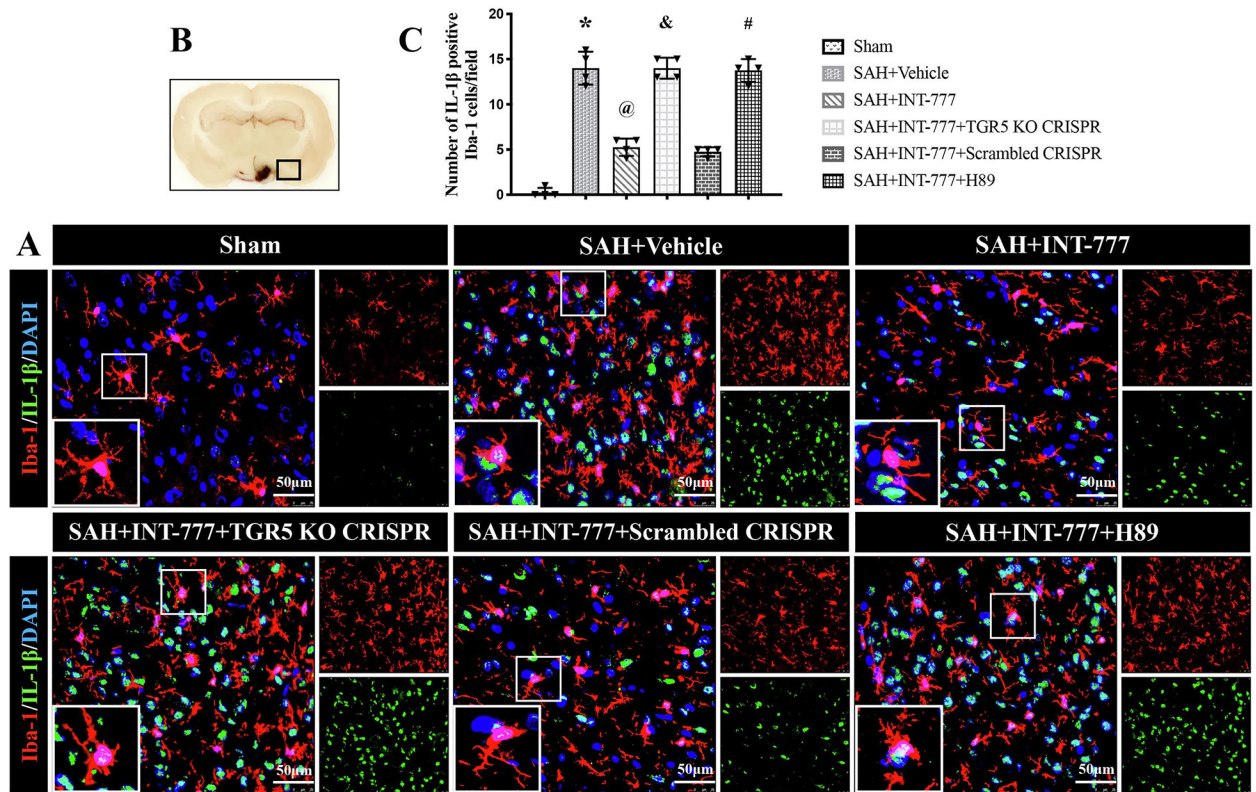 B
C
Number of IL-1β positive
Iba-1 cells/field
15
10
5
0
*
@
&
#
Sham
SAH+Vehicle
SAH+INT-777
SAH+INT-777+TGR5 KO CRISPR
SAH+INT-777+Scrambled CRISPR
SAH+INT-777+H89
A
Sham
SAH+Vehicle
SAH+INT-777
Iba-1/IL-1β/DAPI
50μm
50μm
50μm
SAH+INT-777+TGR5 KO CRISPR
SAH+INT-777+Scrambled CRISPR
SAH+INT-777+H89
Iba-1/IL-1β/DAPI
50μm
50μm
50μm